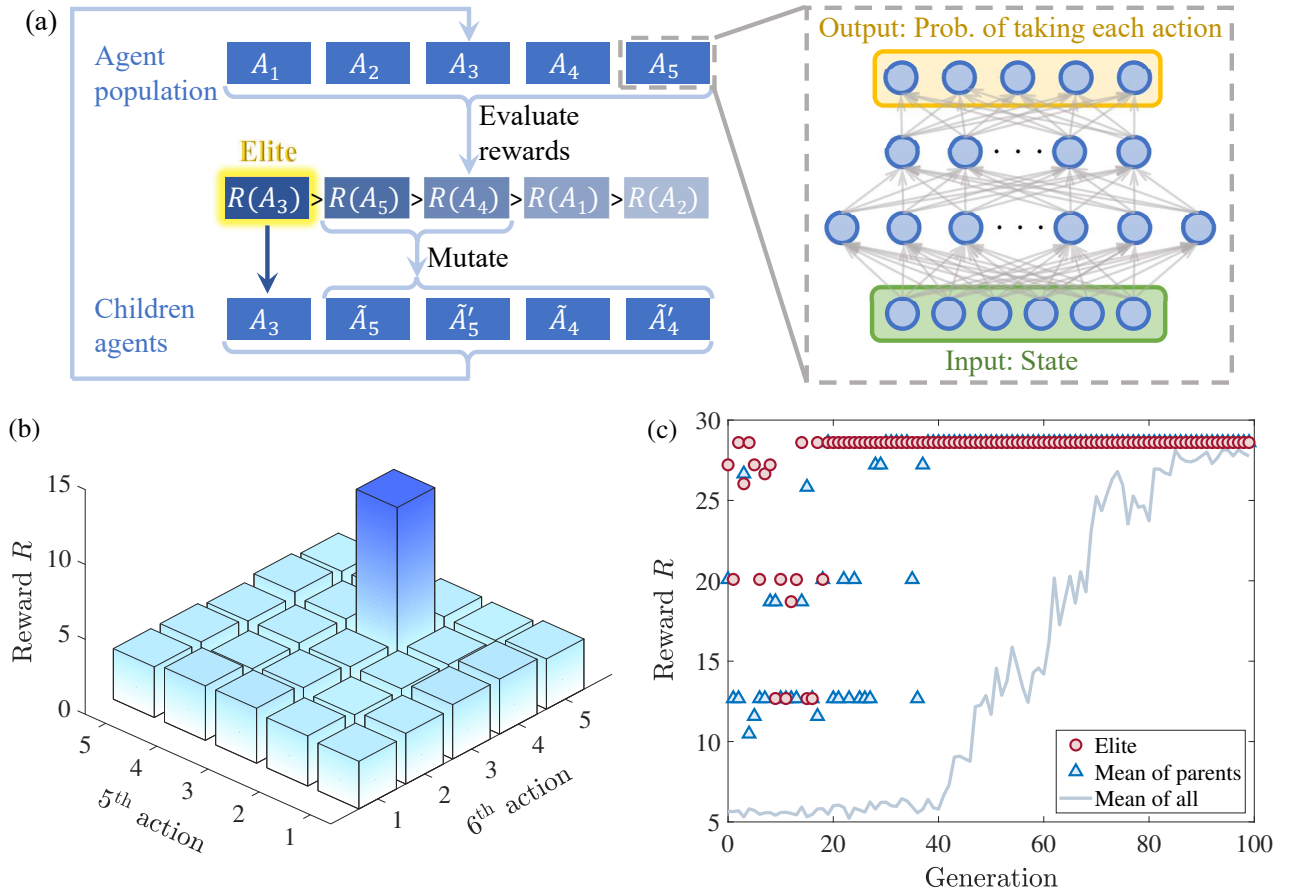 (a)
Agent
population
A₁ A₂ A₃ A₄ A₅
Evaluate
rewards
Elite
R(A₃) > R(A₅) > R(A₄) > R(A₁) > R(A₂)
Mutate
Children
agents
A₃ Ã₅ Ã′₅ Ã₄ Ã′₄
Output: Prob. of taking each action
· · ·
· · ·
Input: State
(b)
Reward R
15
10
5
0
5 4 3 2 1
5th action
1 2 3 4 5
6th action
(c)
Reward R
30
25
20
15
10
5
0 20 40 60 80 100
Generation
Elite
Mean of parents
Mean of all